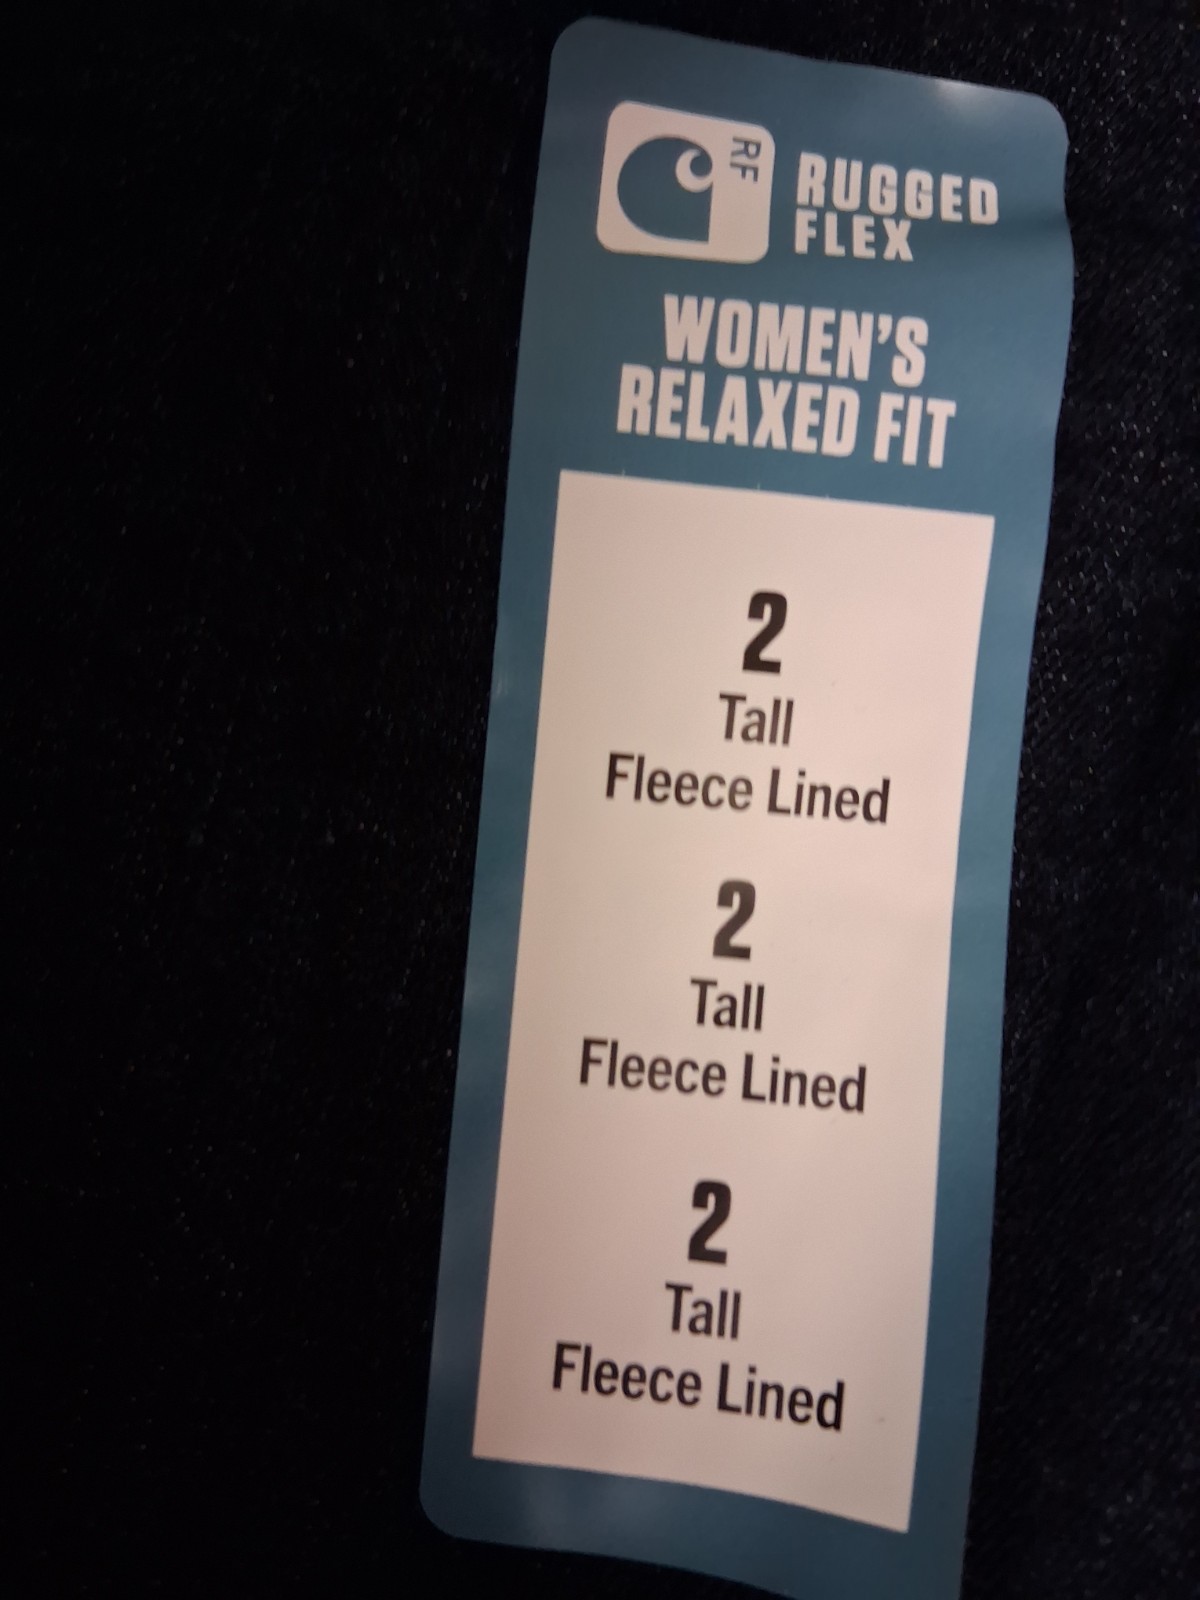 RF
RUGGED
FLEX
WOMEN'S
RELAXED FIT
2
Tall
Fleece Lined
2
Tall
Fleece Lined
2
Tall
Fleece Lined